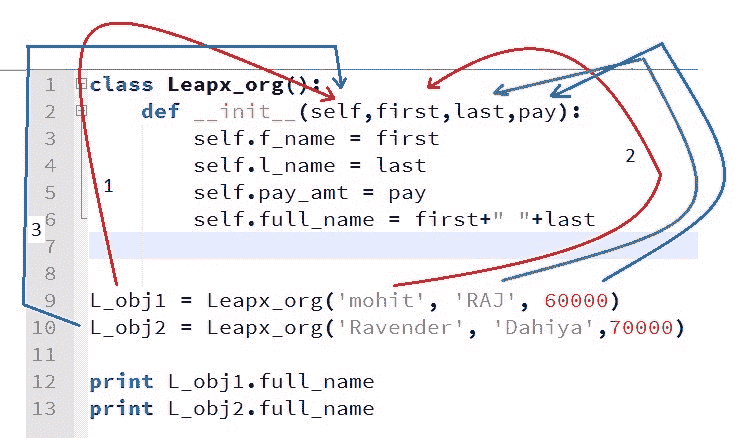 1 class Leapx_org():
2 def __init__(self,first,last,pay):
3 self.f_name = first
4 self.l_name = last
5 self.pay_amt = pay
6 self.full_name = first+" "+last
7
8
9 L_obj1 = Leapx_org('mohit', 'RAJ', 60000)
10 L_obj2 = Leapx_org('Ravender', 'Dahiya',70000)
11
12 print L_obj1.full_name
13 print L_obj2.full_name
1
2
3